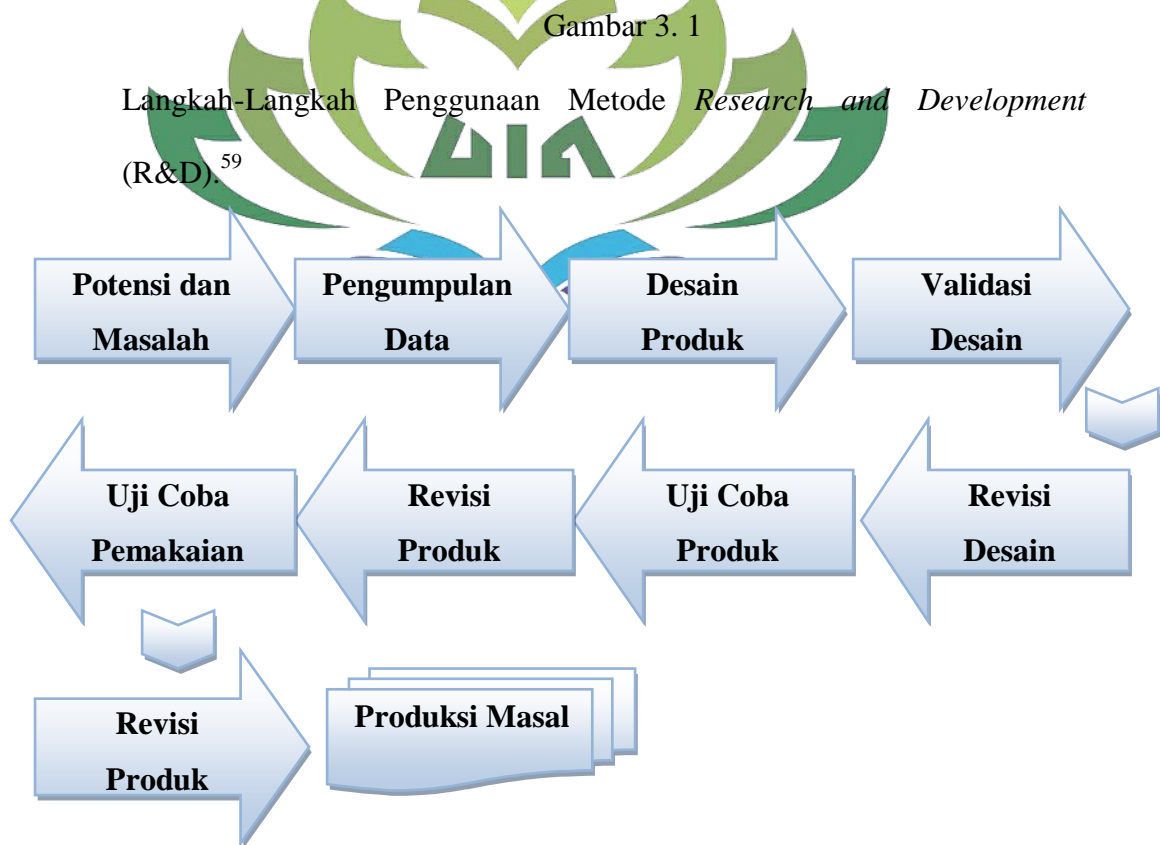 Gambar 3. 1
Langkah-Langkah Penggunaan Metode Research and Development
(R&D).59
UIN
Potensi dan
Masalah
Pengumpulan
Data
Desain
Produk
Validasi
Desain
Revisi
Desain
Uji Coba
Produk
Revisi
Produk
Uji Coba
Pemakaian
Revisi
Produk
Produksi Masal